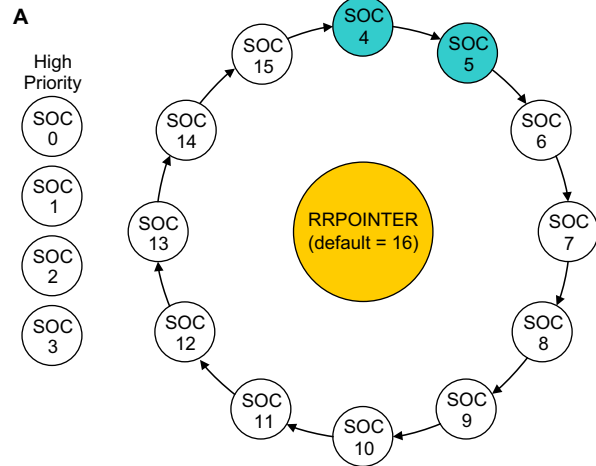 A
High
Priority
SOC
0
SOC
1
SOC
2
SOC
3
SOC
4
SOC
5
SOC
6
SOC
7
SOC
8
SOC
9
SOC
10
SOC
11
SOC
12
SOC
13
SOC
14
SOC
15
RRPOINTER
(default = 16)